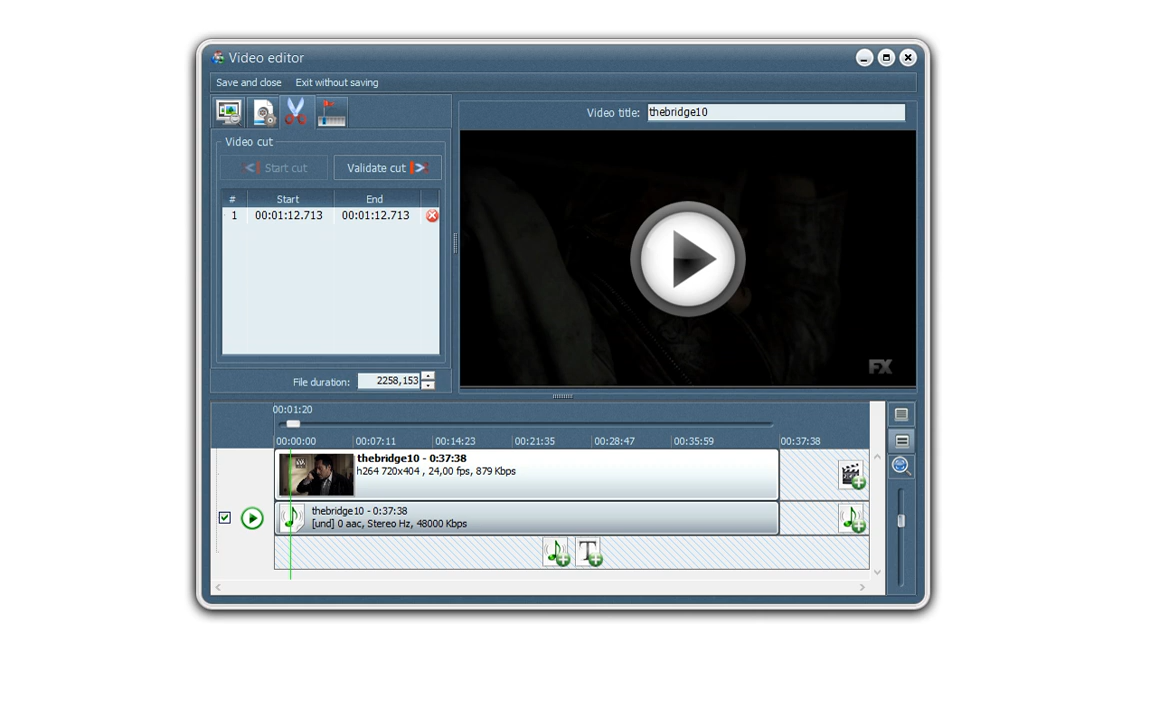 Video editor
Save and close Exit without saving
Video title: thebridge10
Video cut
Start cut Validate cut
# Start End
1 00:01:12.713 00:01:12.713
FX
File duration: 2258,153
00:01:20
00:00:00 00:07:11 00:14:23 00:21:35 00:28:47 00:35:59 00:37:38
thebridge10 - 0:37:38
h264 720x404 , 24,00 fps, 879 Kbps
thebridge10 - 0:37:38
[und] 0 aac, Stereo Hz, 48000 Kbps
T